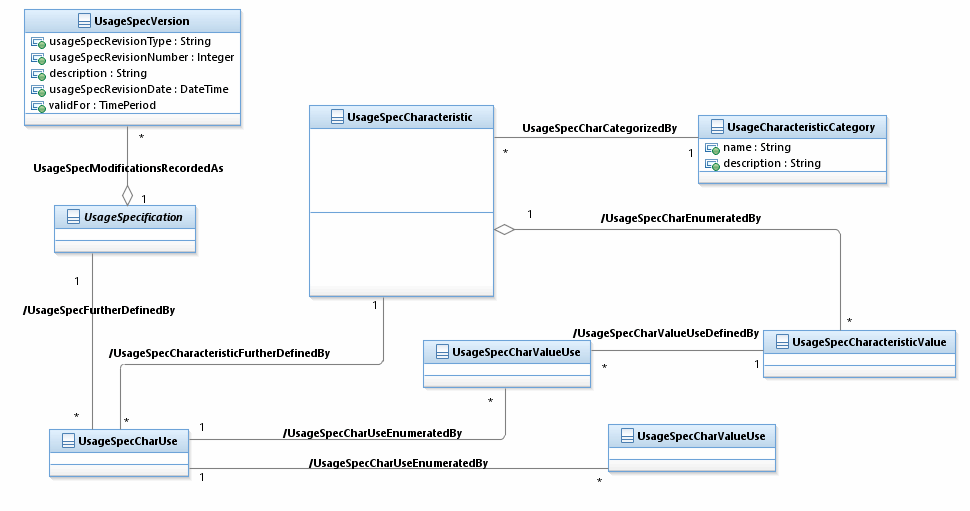 UsageSpecVersion
usageSpecRevisionType : String
usageSpecRevisionNumber : Integer
description : String
usageSpecRevisionDate : DateTime
validFor : TimePeriod
*
UsageSpecModificationsRecordedAs
1
UsageSpecification
1
/UsageSpecFurtherDefinedBy
*
UsageSpecCharacteristic
UsageSpecCharCategorizedBy
*
1
UsageCharacteristicCategory
name : String
description : String
1
/UsageSpecCharEnumeratedBy
*
1
/UsageSpecCharacteristicFurtherDefinedBy
*
/UsageSpecCharValueUseDefinedBy
*
1
UsageSpecCharacteristicValue
UsageSpecCharValueUse
*
UsageSpecCharUse
1
/UsageSpecCharUseEnumeratedBy
/UsageSpecCharUseEnumeratedBy
1
*
UsageSpecCharValueUse